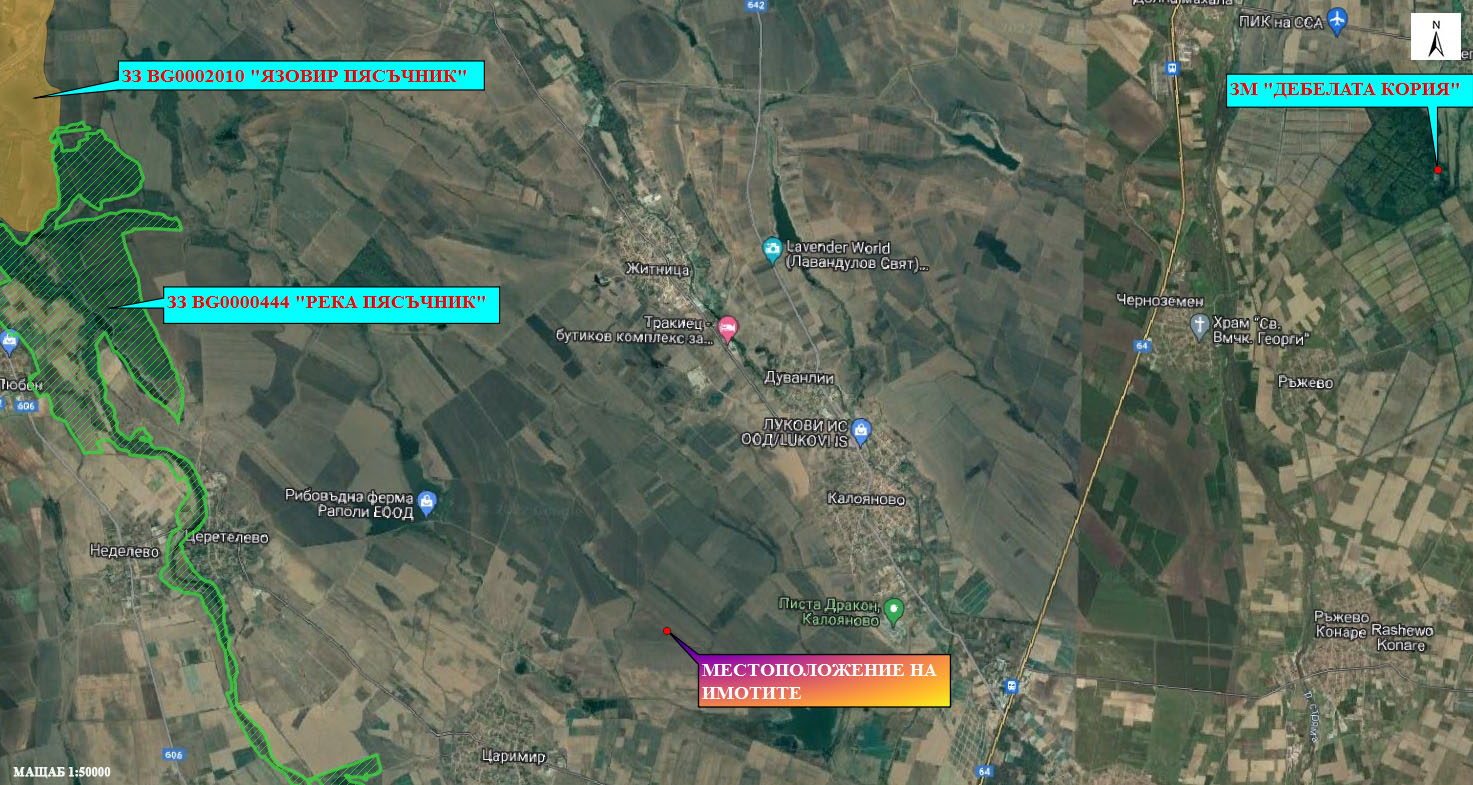 642
Долна махала
ПИК на ССА
N
ЗЗ BG0002010 "ЯЗОВИР ПЯСЪЧНИК"
ЗМ "ДЕБЕЛАТА КОРИЯ"
Lavender World
(Лавандулов Свят)...
Житница
ЗЗ BG0000444 "РЕКА ПЯСЪЧНИК"
Черноземен
Тракиец -
бутиков комплекс за...
Храм "Св.
Вмчк. Георги"
64
Любен
606
Дуванлии
Ръжево
ЛУКОВИ ИС
ООД/LUKOVI IS
Рибовъдна ферма
Раполи ЕООД
Калояново
Церетелево
Неделево
Писта Дракон,
Калояново
Ръжево
Конаре
Rashewo
Konare
МЕСТОПОЛОЖЕНИЕ НА
ИМОТИТЕ
606
Царимир
64
МАЩАБ 1:50000